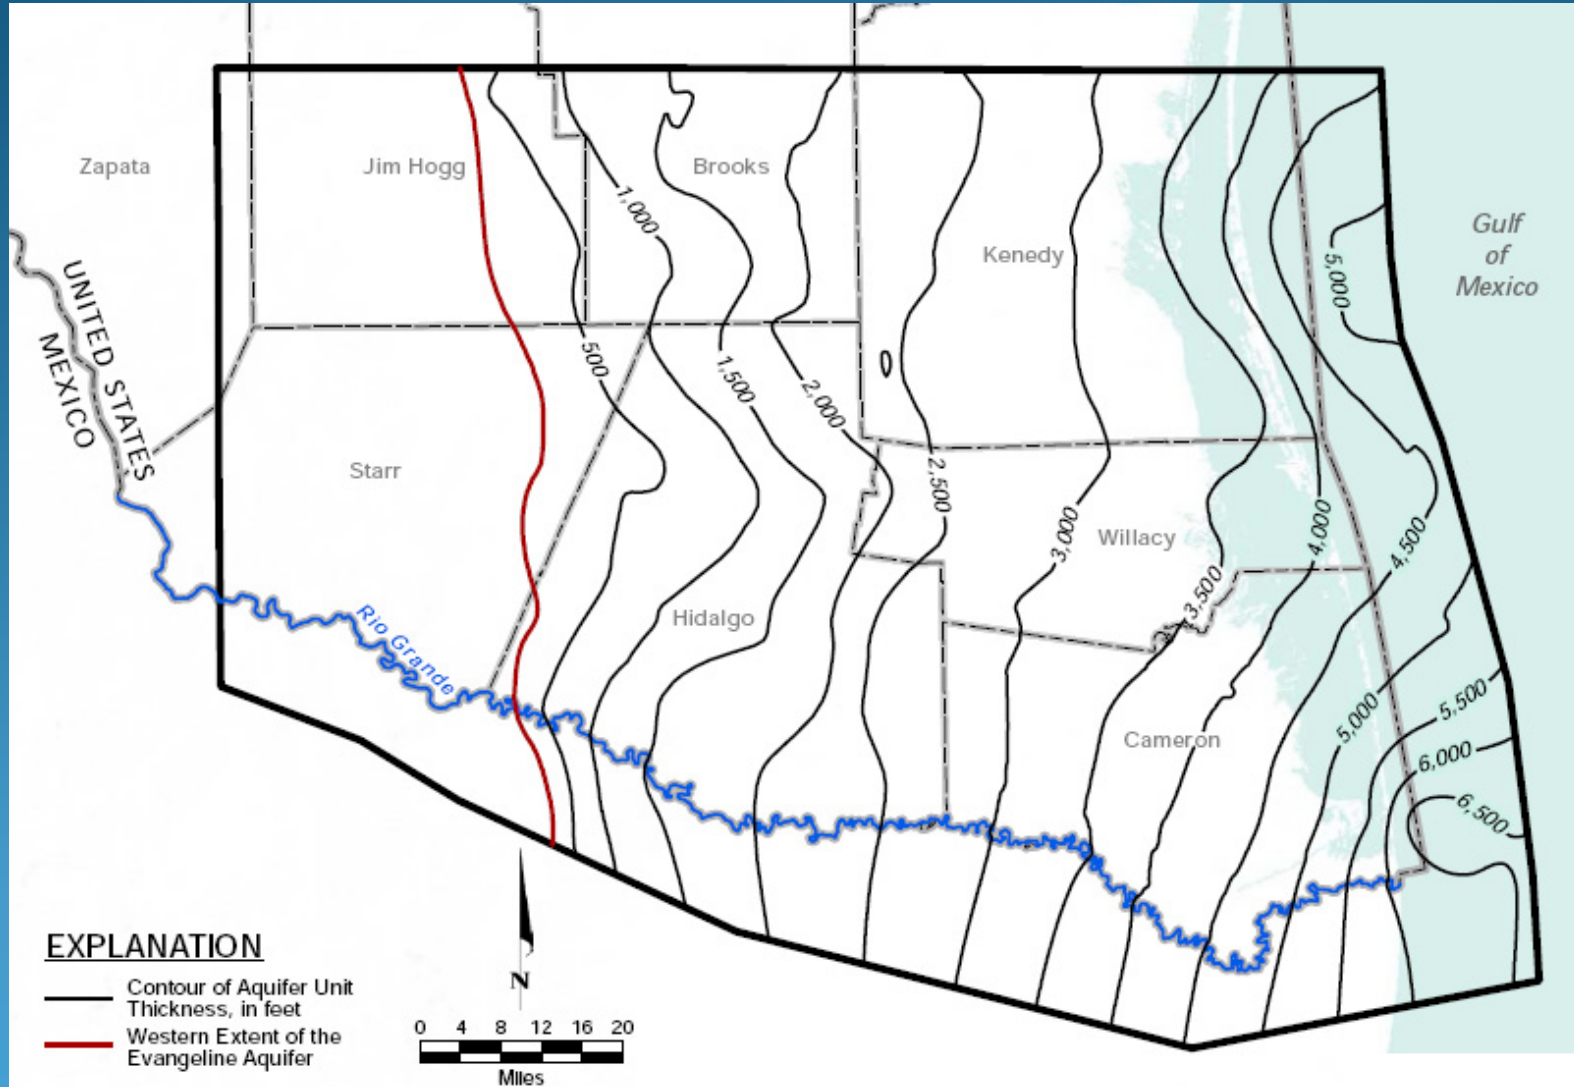 Zapata
Jim Hogg
Brooks
Kenedy
Gulf
of
Mexico
UNITED STATES
MEXICO
Starr
Hidalgo
Willacy
Cameron
Rio Grande
1,000
500
1,500
2,000
2,500
3,000
3,500
4,000
4,500
5,000
5,000
5,500
6,000
6,500
EXPLANATION
Contour of Aquifer Unit
Thickness, in feet
Western Extent of the
Evangeline Aquifer
N
0 4 8 12 16 20
Miles